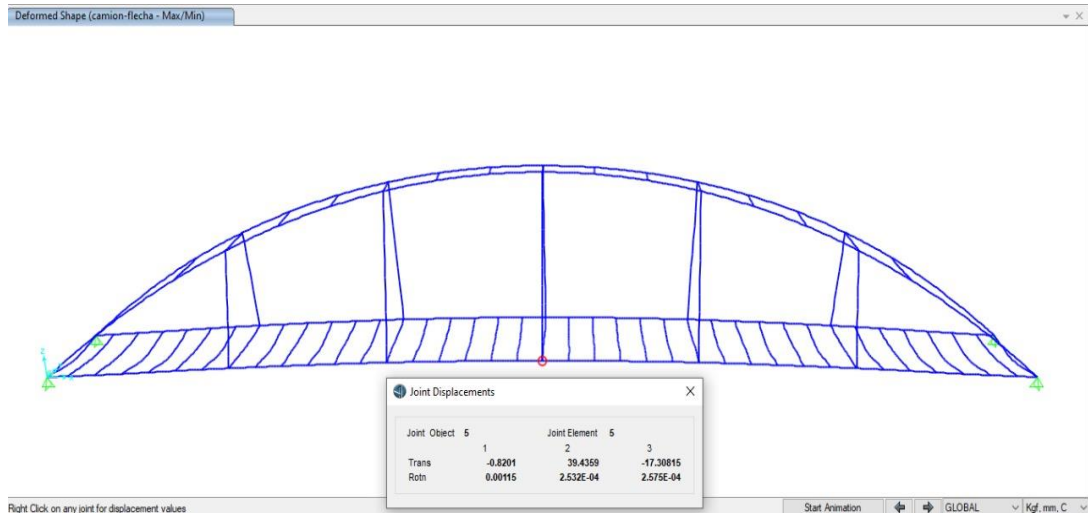 Deformed Shape (camion-flecha - Max/Min)
z
Joint Displacements
Joint Object 5 Joint Element 5
1 2 3
Trans -0.8201 39.4359 -17.30815
Rotn 0.00115 2.532E-04 2.575E-04
Right Click on any joint for displacement values Start Animation GLOBAL Kgf, mm, C